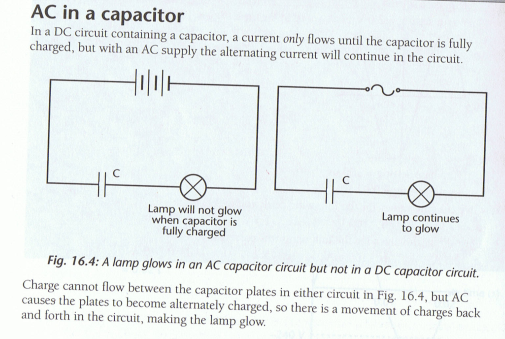 AC in a capacitor
In a DC circuit containing a capacitor, a current only flows until the capacitor is fully
charged, but with an AC supply the alternating current will continue in the circuit.
C
C
Lamp will not glow
when capacitor is
fully charged
Lamp continues
to glow
Fig. 16.4: A lamp glows in an AC capacitor circuit but not in a DC capacitor circuit.
Charge cannot flow between the capacitor plates in either circuit in Fig. 16.4, but AC
causes the plates to become alternately charged, so there is a movement of charges back
and forth in the circuit, making the lamp glow.